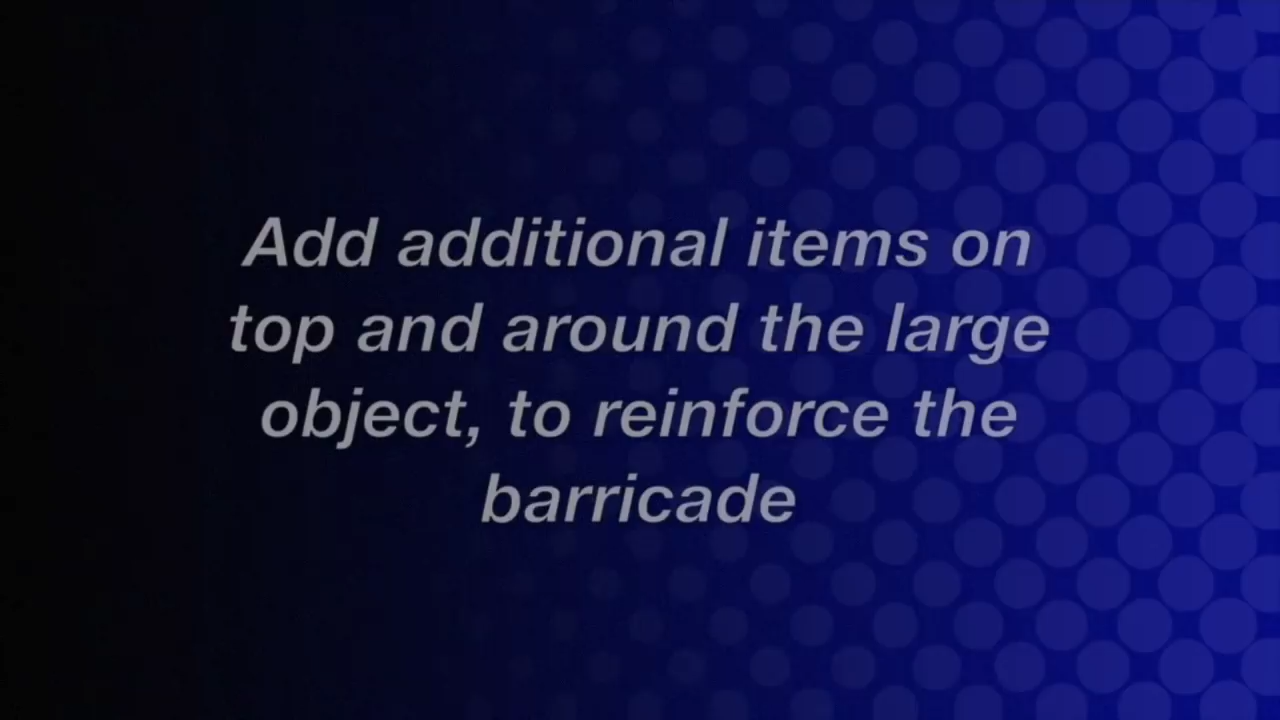 Add additional items on
top and around the large
object, to reinforce the
barricade